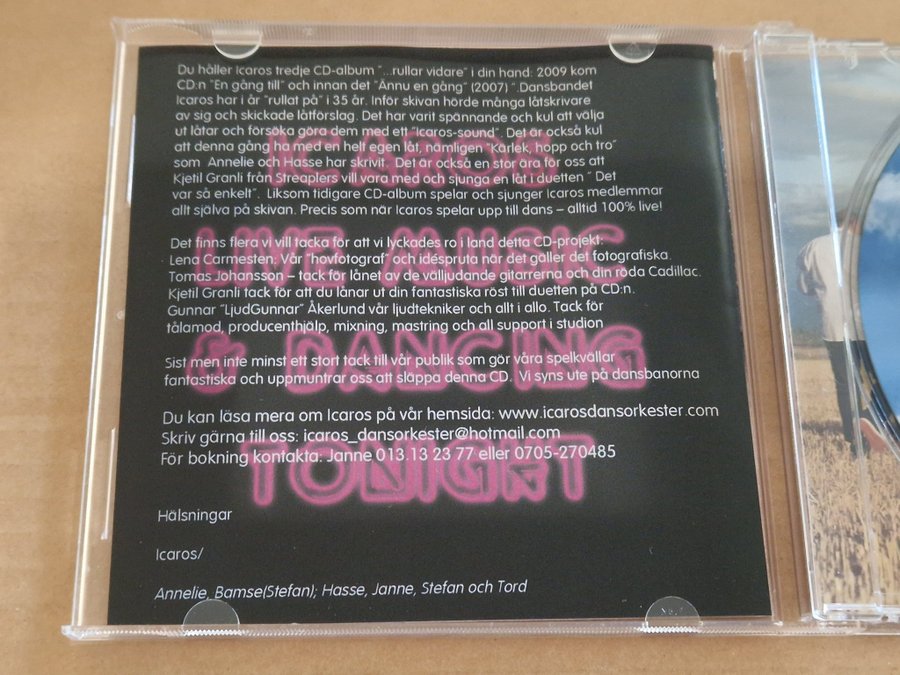 Du håller Icaros tredje CD-album "...rullar vidare" i din hand. 2009 kom
CD:n "En gång till" och innan det "Ännu en gång" (2007) ".Dansbandet
Icaros har i år "rullat på" i 35 år. Inför skivan hörde många låtskrivare
av sig och skickade låtförslag. Det har varit spännande och kul att välja
ut låtar och försöka göra dem med ett "Icaros-sound". Det är också kul
att denna gång ha med en helt egen låt, nämligen "Kärlek, hopp och tro"
som Annelie och Hasse har skrivit. Det är också en stor ära för oss att
Kjetil Granli från Streaplers vill vara med och sjunga en låt i duetten " Det
var så enkelt". Liksom tidigare CD-album spelar och sjunger Icaros medlemmar
allt själva på skivan. Precis som när Icaros spelar upp till dans – alltid 100% live!
Det finns flera vi vill tacka för att vi lyckades ro i land detta CD-projekt:
Lena Carmesten; Vår "hovfotograf" och idéspruta när det gäller det fotografiska.
Tomas Johansson – tack för lånet av de välljudande gitarrerna och din röda Cadillac.
Kjetil Granli tack för att du lånar ut din fantastiska röst till duetten på CD:n.
Gunnar "LjudGunnar" Åkerlund vår ljudtekniker och allt i allo. Tack för
tålamod, producenthjälp, mixning, mastring och all support i studion
Sist men inte minst ett stort tack till vår publik som gör våra spelkvällar
fantastiska och uppmuntrar oss att släppa denna CD. Vi syns ute på dansbanorna
Du kan läsa mera om Icaros på vår hemsida: www.icarosdansorkester.com
Skriv gärna till oss: icaros_dansorkester@hotmail.com
För bokning kontakta: Janne 013.13 23 77 eller 0705-270485
Hälsningar
Icaros/
Annelie, Bamse(Stefan); Hasse, Janne, Stefan och Tord
ICAROS
LIVE MUSIC
& DANCING
TONIGHT